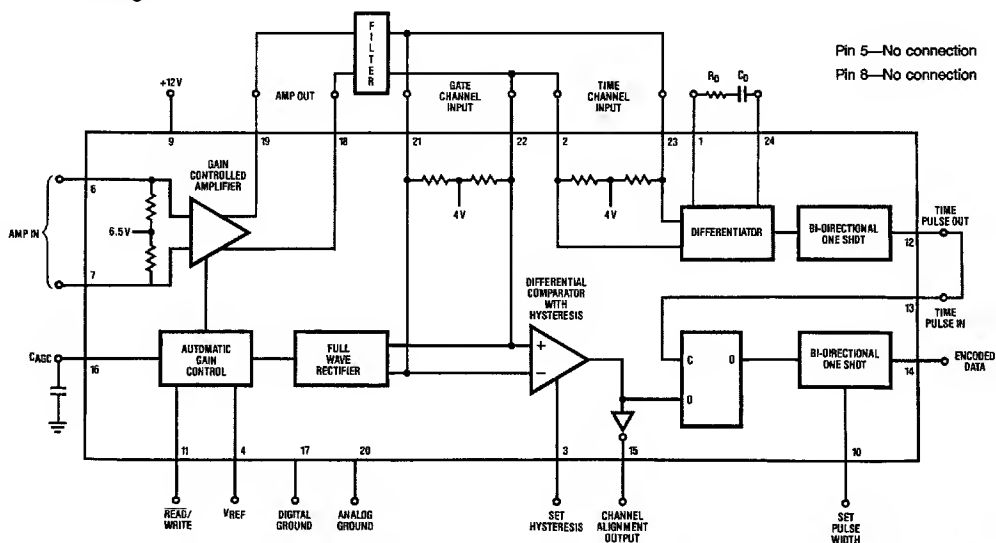 FILTER
Pin 5—No connection
Pin 8—No connection
+12V
AMP OUT
GATE
CHANNEL
INPUT
TIME
CHANNEL
INPUT
RD
CD
9
19
18
21
22
2
23
1
24
GAIN
CONTROLLED
AMPLIFIER
6
AMP IN
6.5V
7
4V
4V
DIFFERENTIATOR
BI-DIRECTIONAL
ONE SHOT
12
TIME
PULSE OUT
13
TIME
PULSE IN
DIFFERENTIAL
COMPARATOR
WITH
HYSTERESIS
CAGC
16
AUTOMATIC
GAIN
CONTROL
FULL
WAVE
RECTIFIER
+
−
C
O
O
BI-DIRECTIONAL
ONE SHOT
14
ENCODED
DATA
11
4
17
20
3
15
10
READ/
WRITE
VREF
DIGITAL
GROUND
ANALOG
GROUND
SET
HYSTERESIS
CHANNEL
ALIGNMENT
OUTPUT
SET
PULSE
WIDTH